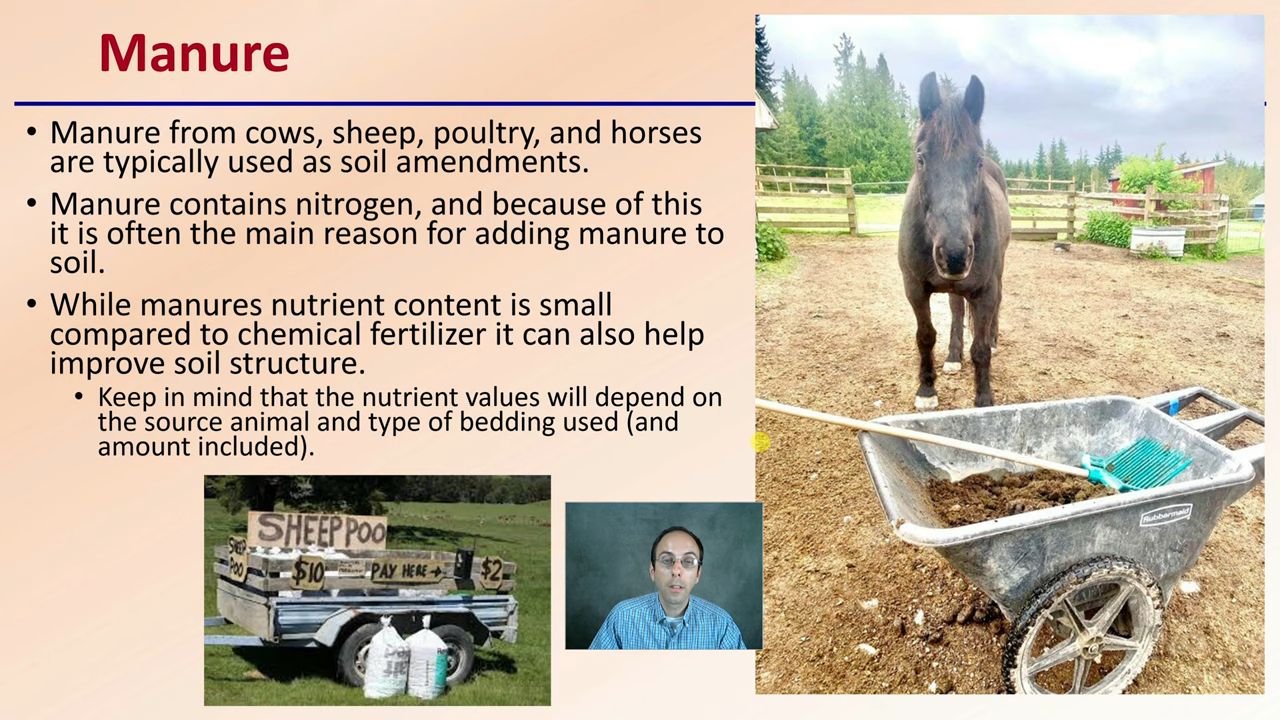 Manure
• Manure from cows, sheep, poultry, and horses
are typically used as soil amendments.
• Manure contains nitrogen, and because of this
it is often the main reason for adding manure to
soil.
• While manures nutrient content is small
compared to chemical fertilizer it can also help
improve soil structure.
• Keep in mind that the nutrient values will depend on
the source animal and type of bedding used (and
amount included).
SHEEP POO
POO
$10
PAY HERE →
$2
Rubbermaid